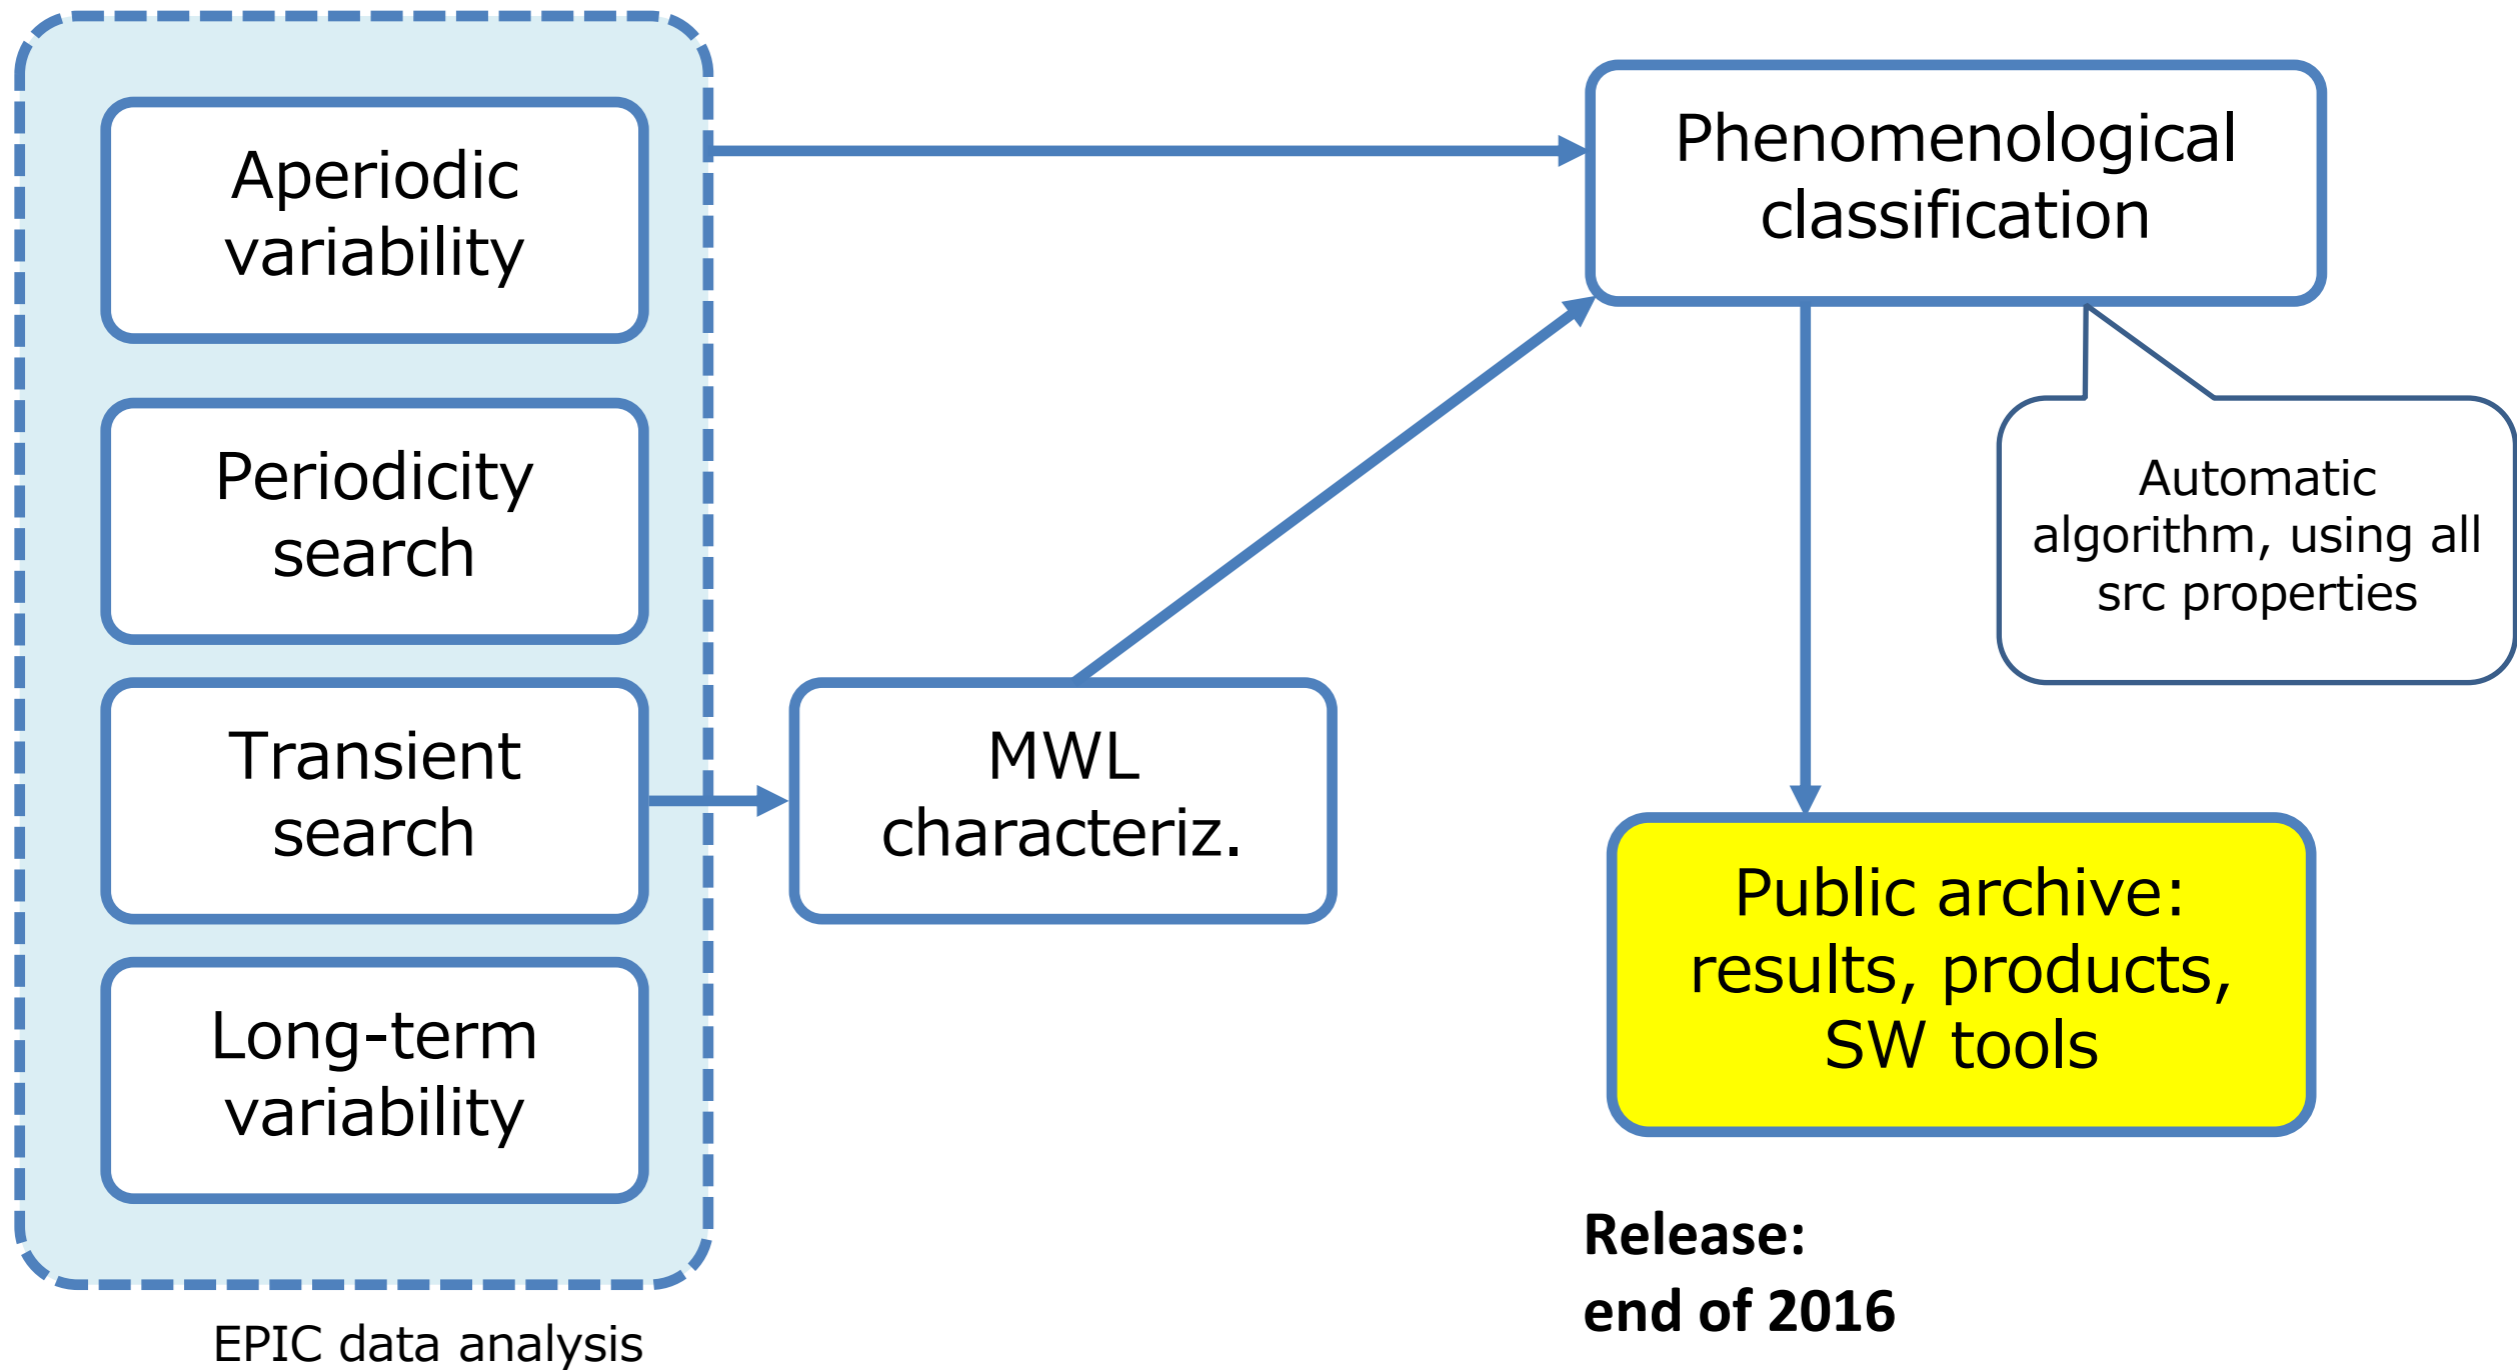 Aperiodic
variability
Periodicity
search
Transient
search
Long-term
variability
EPIC data analysis
MWL
characteriz.
Phenomenological
classification
Automatic
algorithm, using all
src properties
Public archive:
results, products,
SW tools
Release:
end of 2016